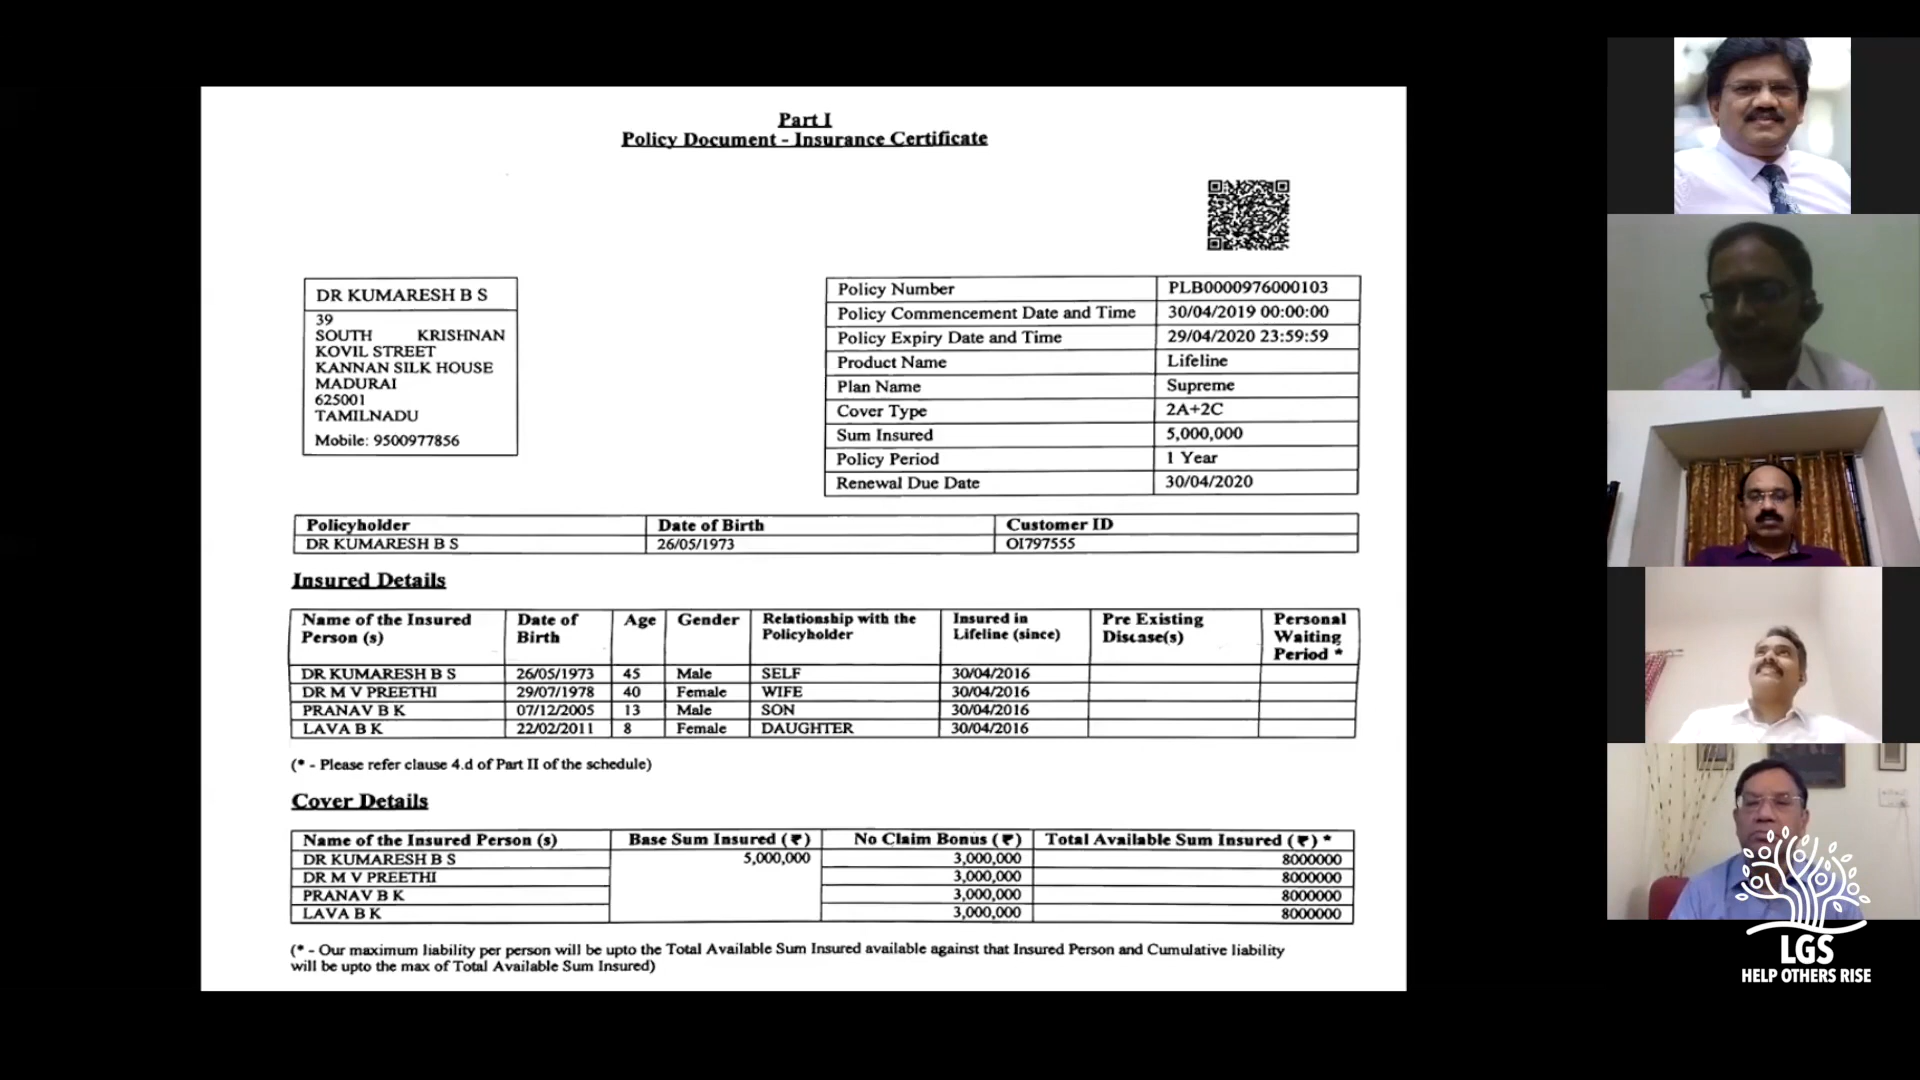 Part I
Policy Document - Insurance Certificate
DR KUMARESH B S
39
SOUTH KRISHNAN
KOVIL STREET
KANNAN SILK HOUSE
MADURAI
625001
TAMILNADU
Mobile: 9500977856
Policy Number PLB0000976000103
Policy Commencement Date and Time 30/04/2019 00:00:00
Policy Expiry Date and Time 29/04/2020 23:59:59
Product Name Lifeline
Plan Name Supreme
Cover Type 2A+2C
Sum Insured 5,000,000
Policy Period 1 Year
Renewal Due Date 30/04/2020
Policyholder Date of Birth Customer ID
DR KUMARESH B S 26/05/1973 OI797555
Insured Details
Name of the Insured Date of Age Gender Relationship with the Insured in Pre Existing Personal
Person (s) Birth Policyholder Lifeline (since) Disease(s) Waiting
Period *
DR KUMARESH B S 26/05/1973 45 Male SELF 30/04/2016
DR M V PREETHI 29/07/1978 40 Female WIFE 30/04/2016
PRANAV B K 07/12/2005 13 Male SON 30/04/2016
LAVA B K 22/02/2011 8 Female DAUGHTER 30/04/2016
(* - Please refer clause 4.d of Part II of the schedule)
Cover Details
Name of the Insured Person (s) Base Sum Insured (₹) No Claim Bonus (₹) Total Available Sum Insured (₹) *
DR KUMARESH B S 5,000,000 3,000,000 8000000
DR M V PREETHI 3,000,000 8000000
PRANAV B K 3,000,000 8000000
LAVA B K 3,000,000 8000000
(* - Our maximum liability per person will be upto the Total Available Sum Insured available against that Insured Person and Cumulative liability
will be upto the max of Total Available Sum Insured)
LGS
HELP OTHERS RISE